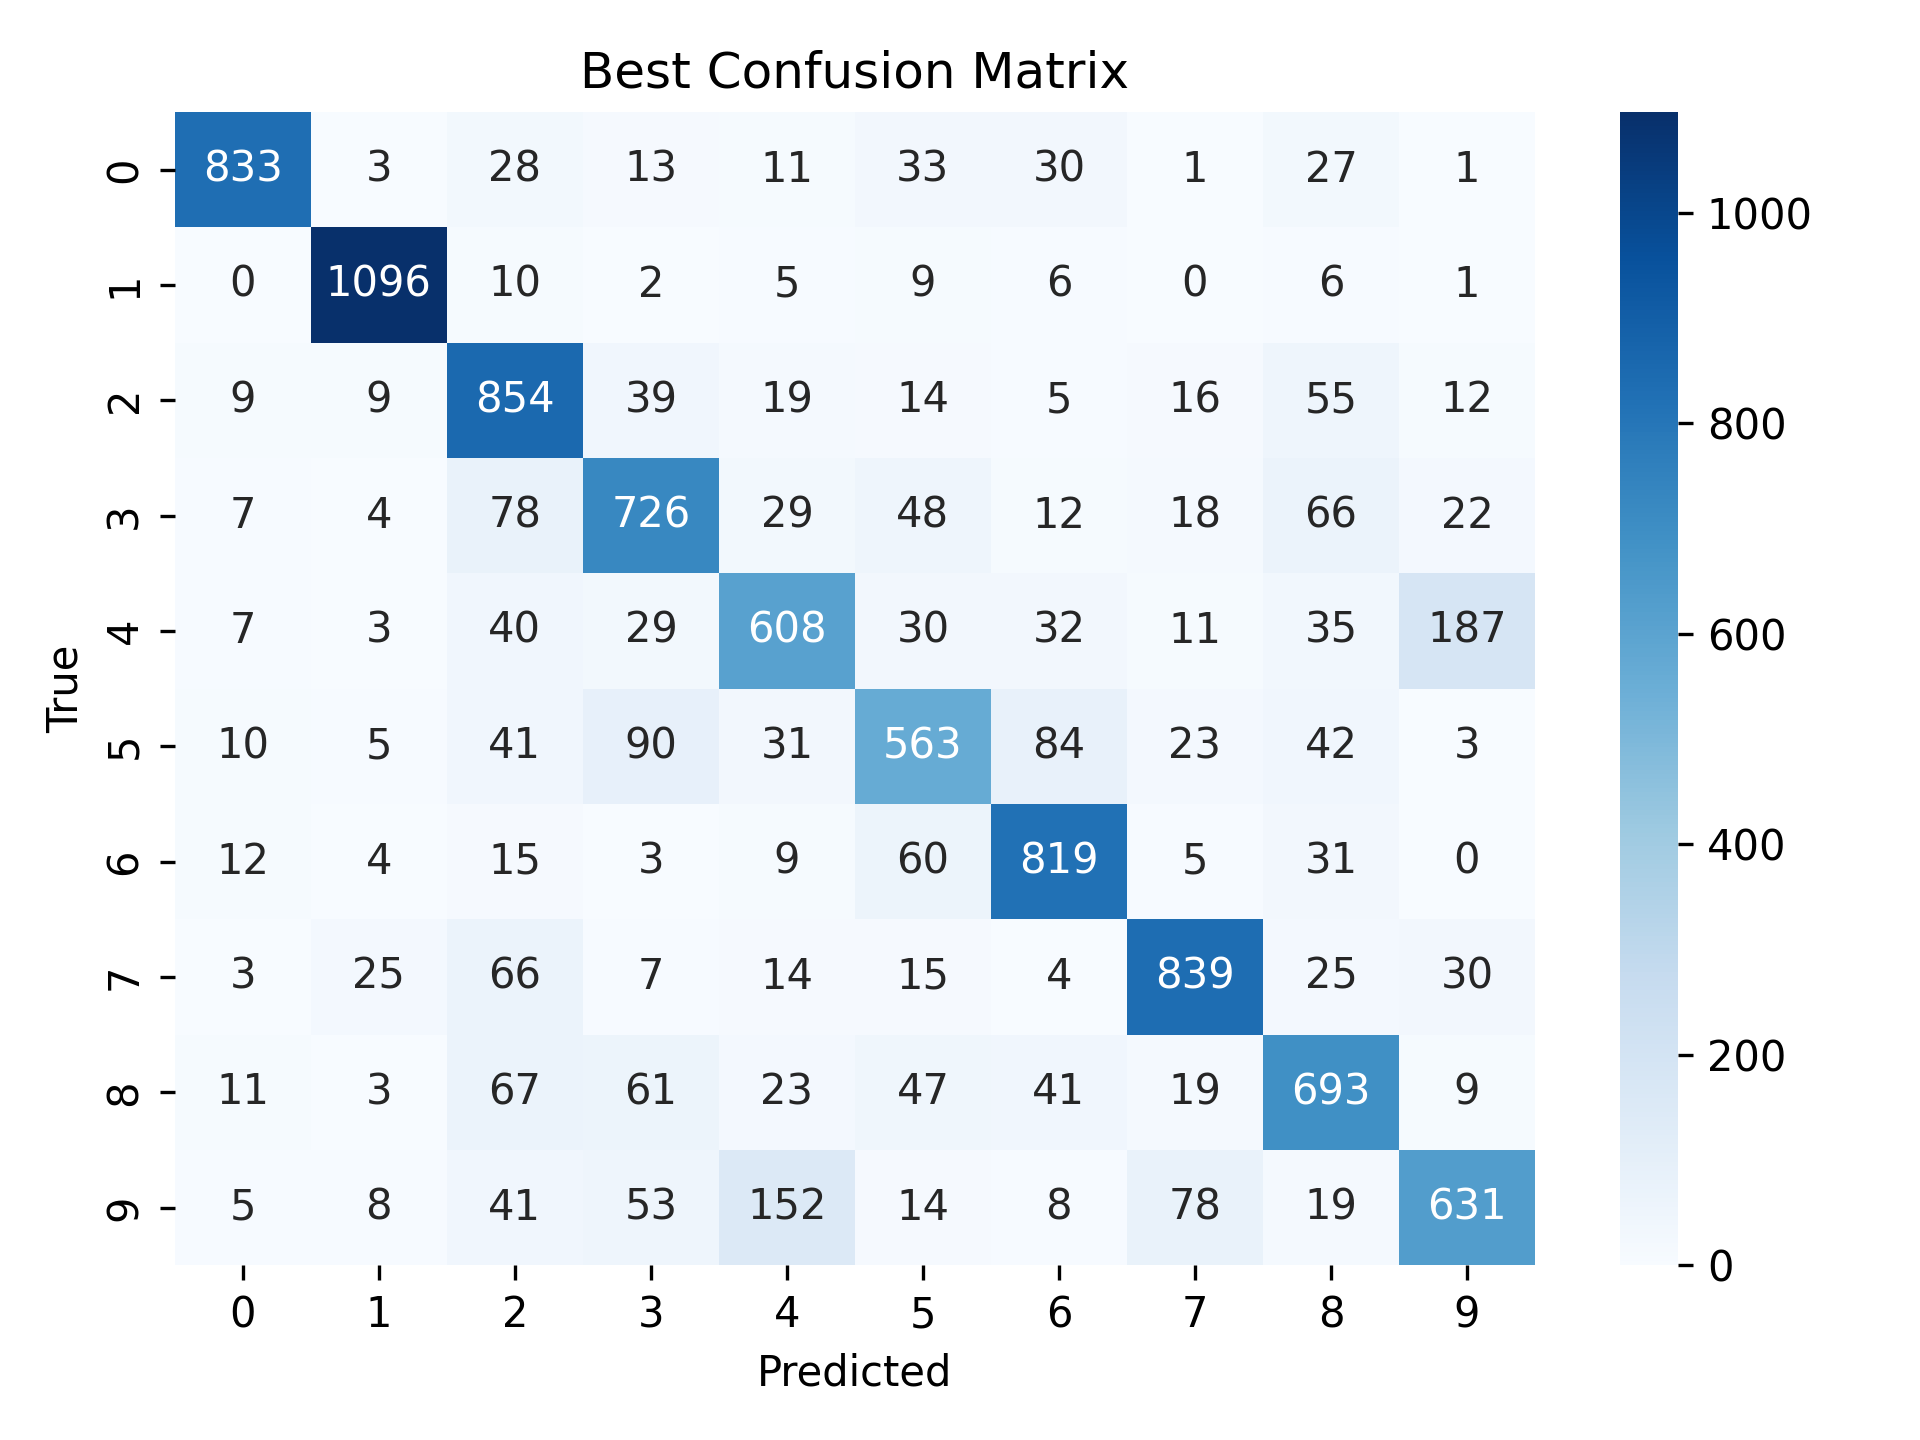 Best Confusion Matrix
0 833 3 28 13 11 33 30 1 27 1
1 0 1096 10 2 5 9 6 0 6 1
2 9 9 854 39 19 14 5 16 55 12
3 7 4 78 726 29 48 12 18 66 22
4 7 3 40 29 608 30 32 11 35 187
5 10 5 41 90 31 563 84 23 42 3
6 12 4 15 3 9 60 819 5 31 0
7 3 25 66 7 14 15 4 839 25 30
8 11 3 67 61 23 47 41 19 693 9
9 5 8 41 53 152 14 8 78 19 631
0 1 2 3 4 5 6 7 8 9
Predicted
True
1000
800
600
400
200
0